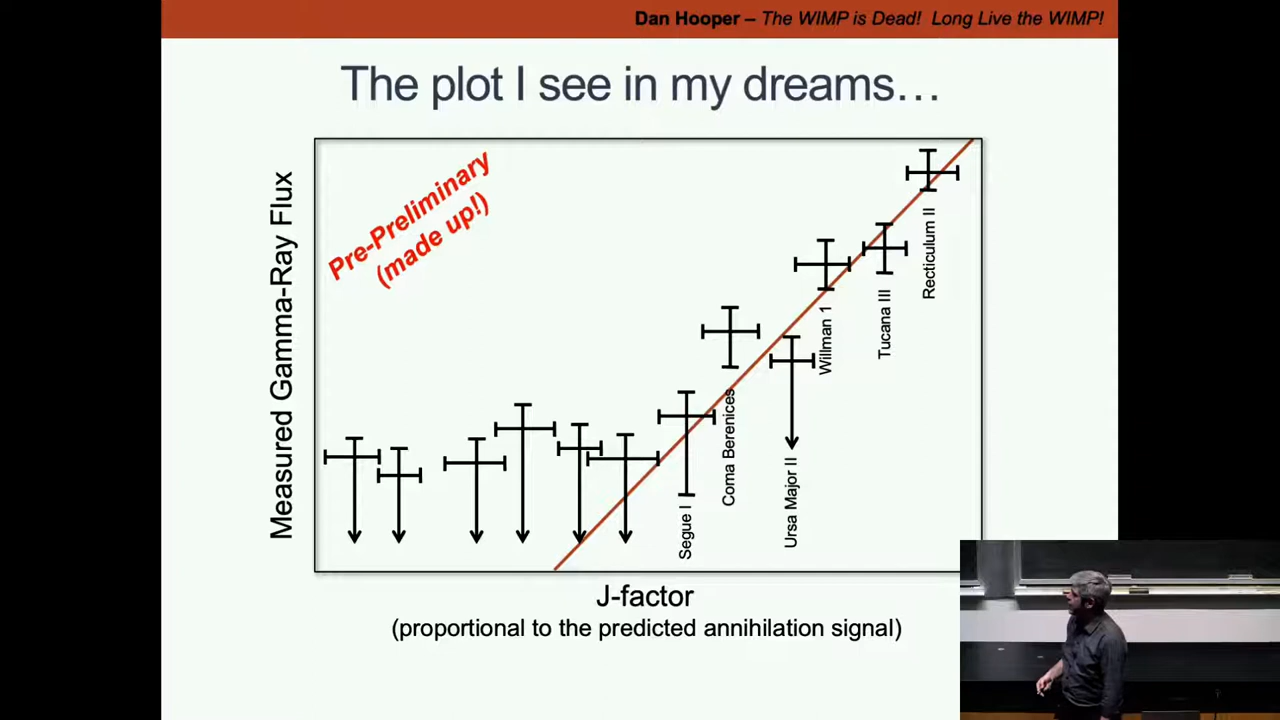 Dan Hooper – The WIMP is Dead! Long Live the WIMP!
The plot I see in my dreams…
Pre-Preliminary
(made up!)
Measured Gamma-Ray Flux
Segue I
Coma Berenices
Ursa Major II
Willman 1
Tucana III
Recticulum II
J-factor
(proportional to the predicted annihilation signal)